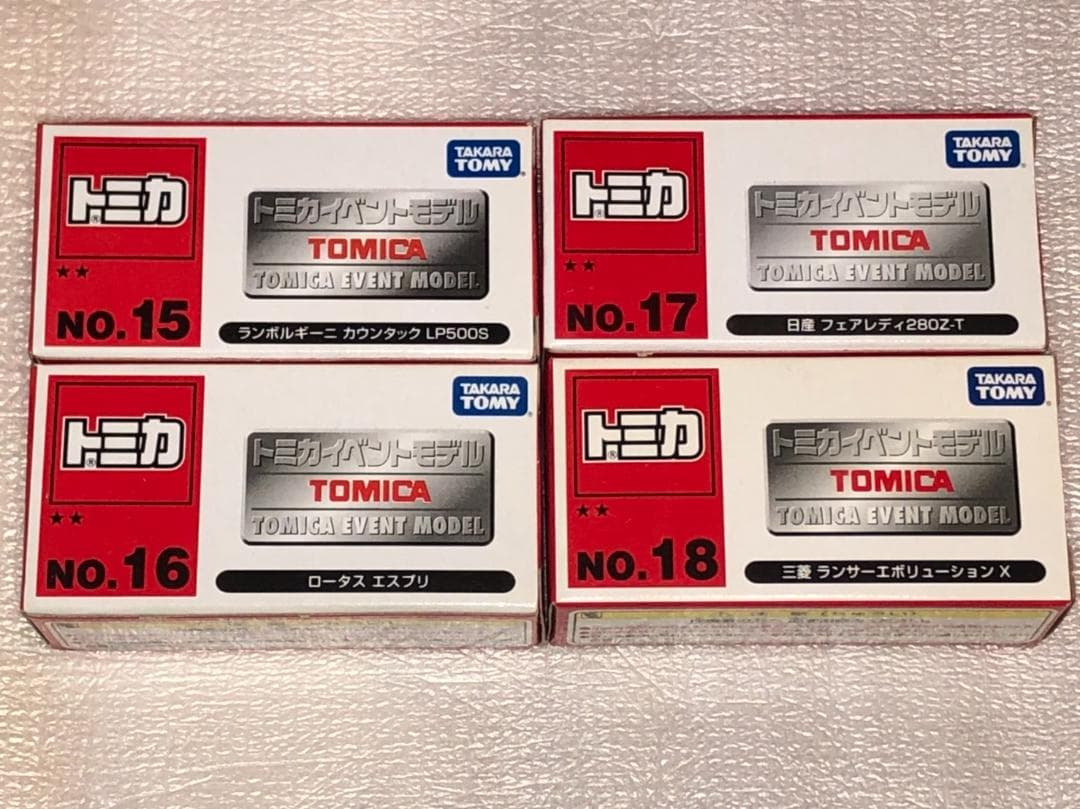 トミカ
★★
NO.15
TAKARA
TOMY
トミカイベントモデル
TOMICA
TOMICA EVENT MODEL
ランボルギーニ カウンタック LP500S
トミカ
★★
NO.17
TAKARA
TOMY
トミカイベントモデル
TOMICA
TOMICA EVENT MODEL
日産 フェアレディ280Z-T
トミカ
★★
NO.16
TAKARA
TOMY
トミカイベントモデル
TOMICA
TOMICA EVENT MODEL
ロータス エスプリ
トミカ
★★
NO.18
TAKARA
TOMY
トミカイベントモデル
TOMICA
TOMICA EVENT MODEL
三菱 ランサーエボリューション X